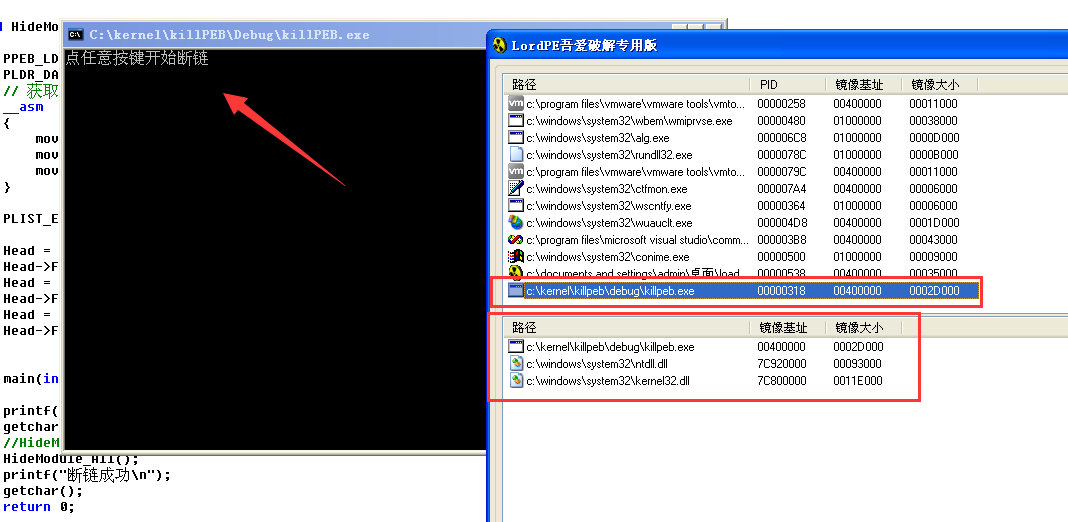 HideMo
PPEB_LD
PLDR_DA
// 获取
__asm
{
mov
mov
mov
}
PLIST_E
Head =
Head->F
Head =
Head->F
Head =
Head->F
main(in
printf(
getchar
//HideM
HideModule_All();
printf("断链成功\n");
getchar();
return 0;
C:\kernel\killPEB\Debug\killPEB.exe
点任意按键开始断链
LordPE吾爱破解专用版
路径 PID 镜像基址 镜像大小
c:\program files\vmware\vmware tools\vmto... 00000258 00400000 00011000
c:\windows\system32\wbem\wmiprvse.exe 00000480 01000000 00038000
c:\windows\system32\alg.exe 000006C8 01000000 0000D000
c:\windows\system32\rundll32.exe 0000078C 01000000 0000B000
c:\program files\vmware\vmware tools\vmto... 0000079C 00400000 00011000
c:\windows\system32\ctfmon.exe 000007A4 00400000 00006000
c:\windows\system32\wscntfy.exe 00000364 01000000 00006000
c:\windows\system32\wuauclt.exe 000004D8 00400000 0001D000
c:\program files\microsoft visual studio\comm... 000003B8 00400000 00043000
c:\windows\system32\conime.exe 00000500 01000000 00009000
c:\documents and settings\admin\桌面\load 00000538 00400000 00035000
c:\kernel\killpeb\debug\killpeb.exe 00000318 00400000 0002D000
路径 镜像基址 镜像大小
c:\kernel\killpeb\debug\killpeb.exe 00400000 0002D000
c:\windows\system32\ntdll.dll 7C920000 00093000
c:\windows\system32\kernel32.dll 7C800000 0011E000